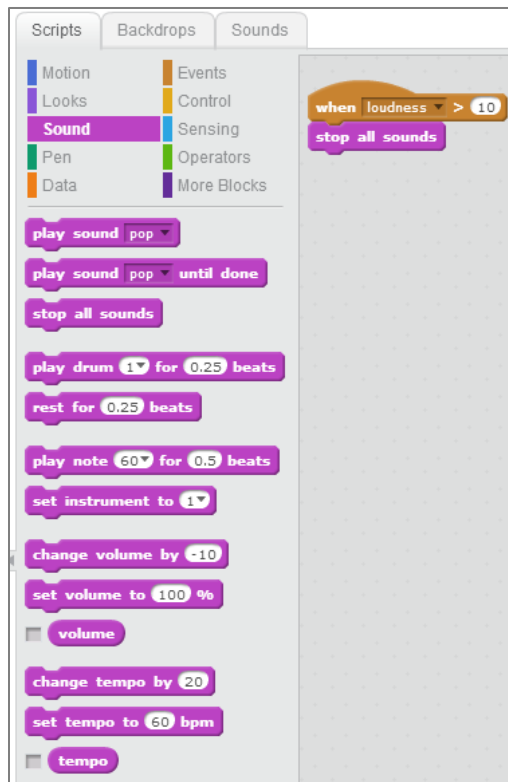 Scripts Backdrops Sounds
Motion Events
Looks Control
Sound Sensing
Pen Operators
Data More Blocks
play sound pop
play sound pop until done
stop all sounds
play drum 1 for 0.25 beats
rest for 0.25 beats
play note 60 for 0.5 beats
set instrument to 1
change volume by -10
set volume to 100 %
volume
change tempo by 20
set tempo to 60 bpm
tempo
when loudness > 10
stop all sounds